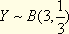 Y ~ B(3, 1/3)